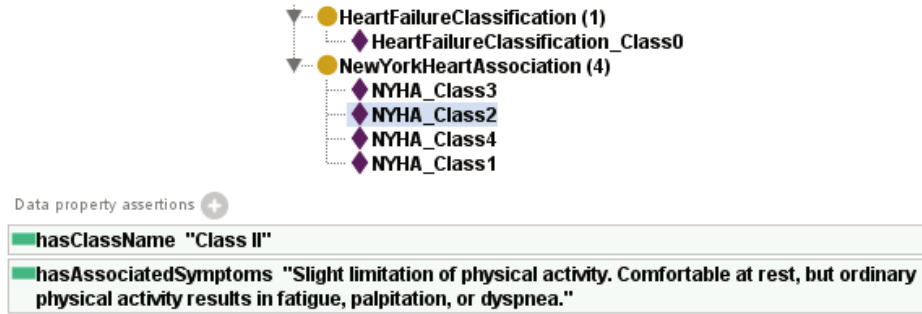 HeartFailureClassification (1)
HeartFailureClassification_Class0
NewYorkHeartAssociation (4)
NYHA_Class3
NYHA_Class2
NYHA_Class4
NYHA_Class1
Data property assertions
hasClassName "Class II"
hasAssociatedSymptoms "Slight limitation of physical activity. Comfortable at rest, but ordinary
physical activity results in fatigue, palpitation, or dyspnea."